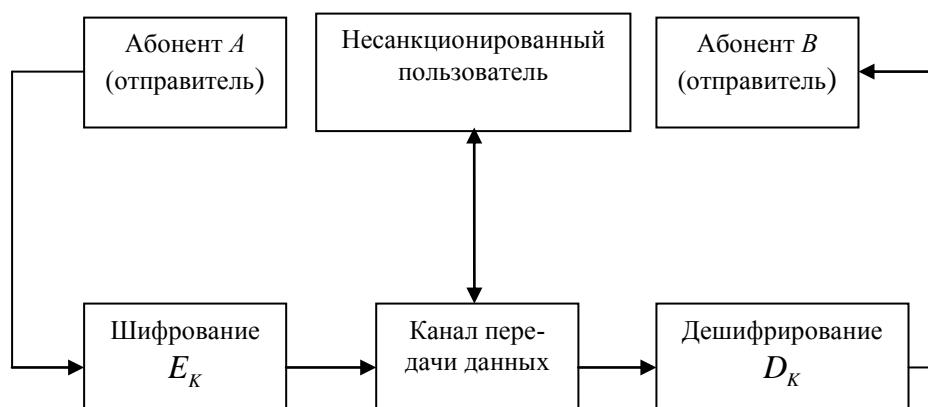 Абонент A
(отправитель)
Несанкционированный
пользователь
Абонент B
(отправитель)
Шифрование
E_K
Канал пере-
дачи данных
Дешифрирование
D_K